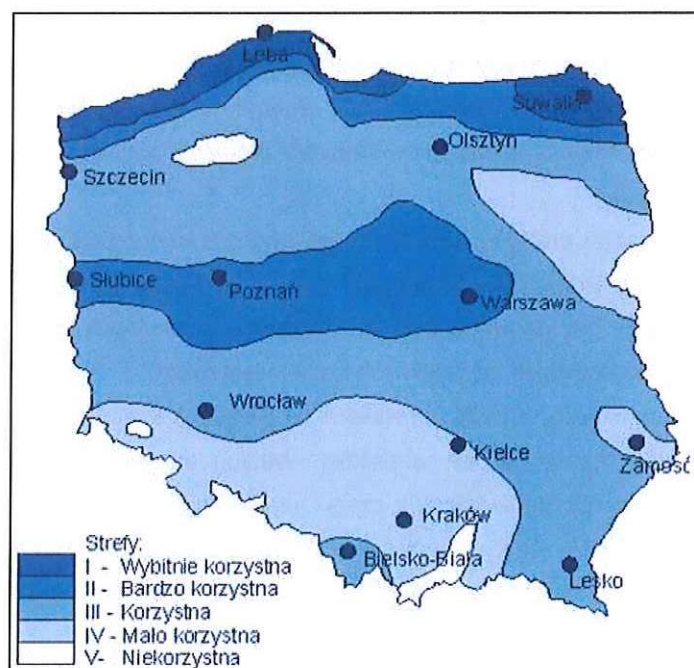 Łeba
Suwałki
Olsztyn
Szczecin
Słubice
Poznań
Warszawa
Wrocław
Kielce
Zamość
Kraków
Bielsko-Biała
Lesko
Strefy:
I - Wybitnie korzystna
II - Bardzo korzystna
III - Korzystna
IV - Mało korzystna
V- Niekorzystna